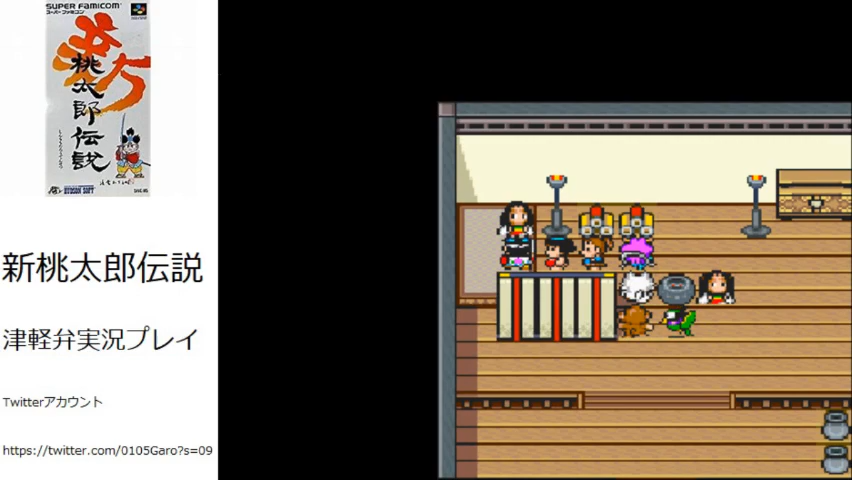 SUPER FAMICOM
スーパーファミコン
新
桃太郎伝説
HUDSON SOFT
新桃太郎伝説
津軽弁実況プレイ
Twitterアカウント
https://twitter.com/0105Garo?s=09